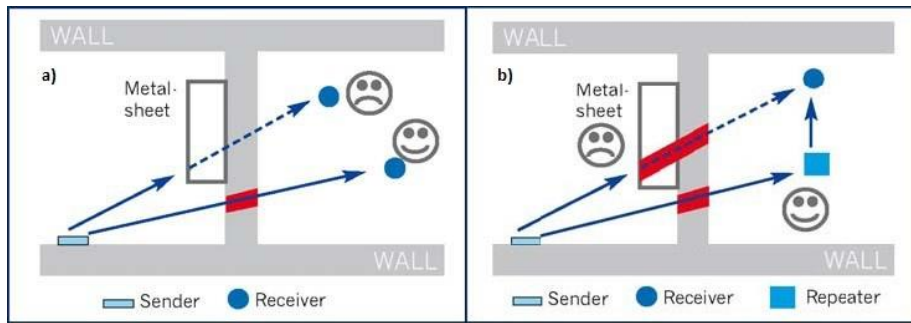 WALL
a)
Metal-
sheet
WALL
Sender
Receiver
WALL
b)
Metal-
sheet
WALL
Sender
Receiver
Repeater